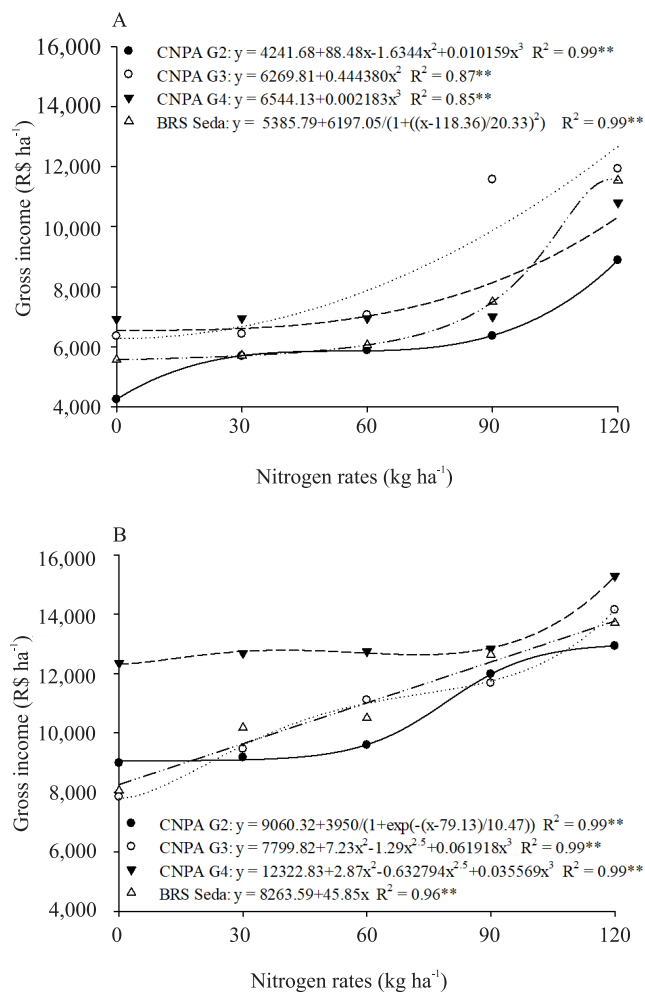 A
16,000
CNPA G2: y = 4241.68+88.48x-1.6344x² + 0.010159x³ R² = 0.99**
CNPA G3: y = 6269.81+0.444380x² R² = 0.87**
14,000
CNPA G4: y = 6544.13+0.002183x³ R² = 0.85**
BRS Seda: y = 5385.79+6197.05/(1+((x-118.36)/20.33)²) R² = 0.99**
12,000
10,000
8,000
6,000
4,000
Gross income (R$ ha⁻¹)
0 30 60 90 120
Nitrogen rates (kg ha⁻¹)
B
16,000
14,000
12,000
10,000
8,000
6,000
4,000
Gross income (R$ ha⁻¹)
CNPA G2: y = 9060.32+3950/(1+exp(-(x-79.13)/10.47)) R² = 0.99**
CNPA G3: y = 7799.82+7.23x²-1.29x²·⁵+0.061918x³ R² = 0.99**
CNPA G4: y = 12322.83+2.87x²-0.632794x²·⁵+0.035569x³ R² = 0.99**
BRS Seda: y = 8263.59+45.85x R² = 0.96**
0 30 60 90 120
Nitrogen rates (kg ha⁻¹)